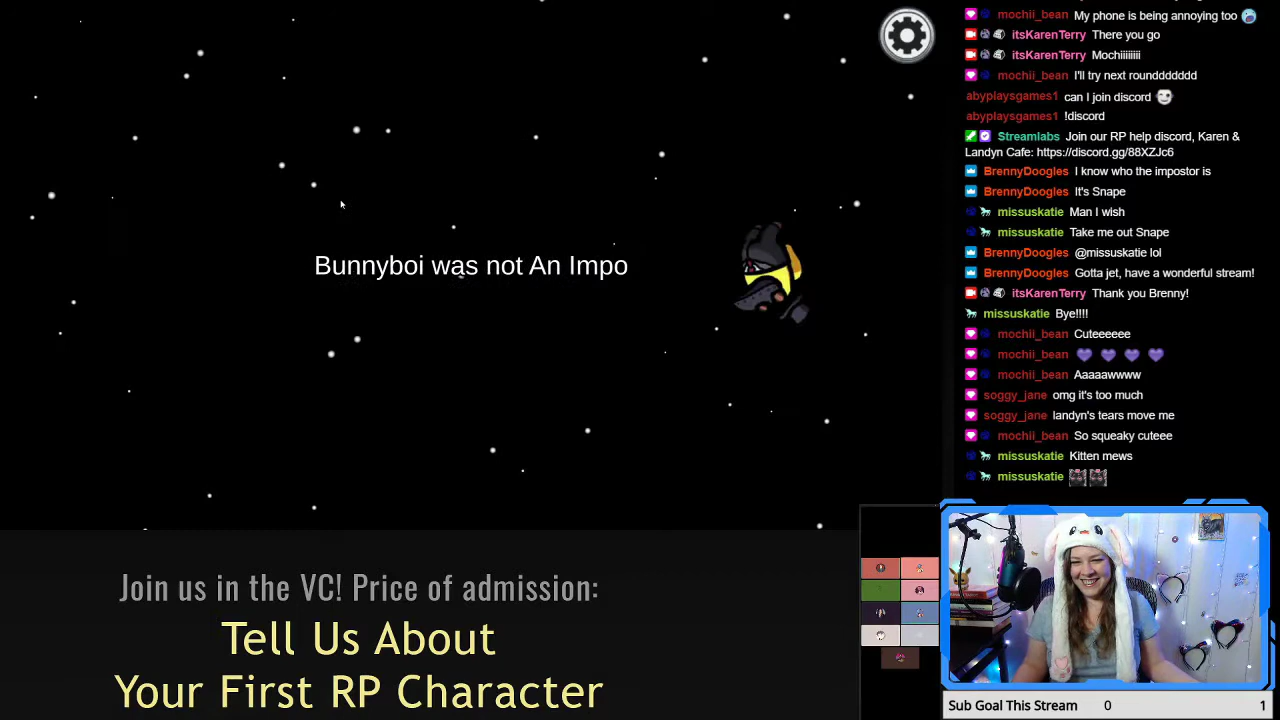 Bunnyboi was not An Impo
Join us in the VC! Price of admission:
Tell Us About
Your First RP Character
mochii_bean My phone is being annoying too
itsKarenTerry There you go
itsKarenTerry Mochiiiiiii
mochii_bean I'll try next rounddddddd
abyplaysgames1 can I join discord
abyplaysgames1 !discord
Streamlabs Join our RP help discord, Karen &
Landyn Cafe: https://discord.gg/88XZJc6
BrennyDoogles I know who the impostor is
BrennyDoogles It's Snape
missuskatie Man I wish
missuskatie Take me out Snape
BrennyDoogles @missuskatie lol
BrennyDoogles Gotta jet, have a wonderful stream!
itsKarenTerry Thank you Brenny!
missuskatie Bye!!!!
mochii_bean Cuteeeeee
mochii_bean
mochii_bean Aaaaawwww
soggy_jane omg it's too much
soggy_jane landyn's tears move me
mochii_bean So squeaky cuteee
missuskatie Kitten mews
missuskatie
Sub Goal This Stream 0 1